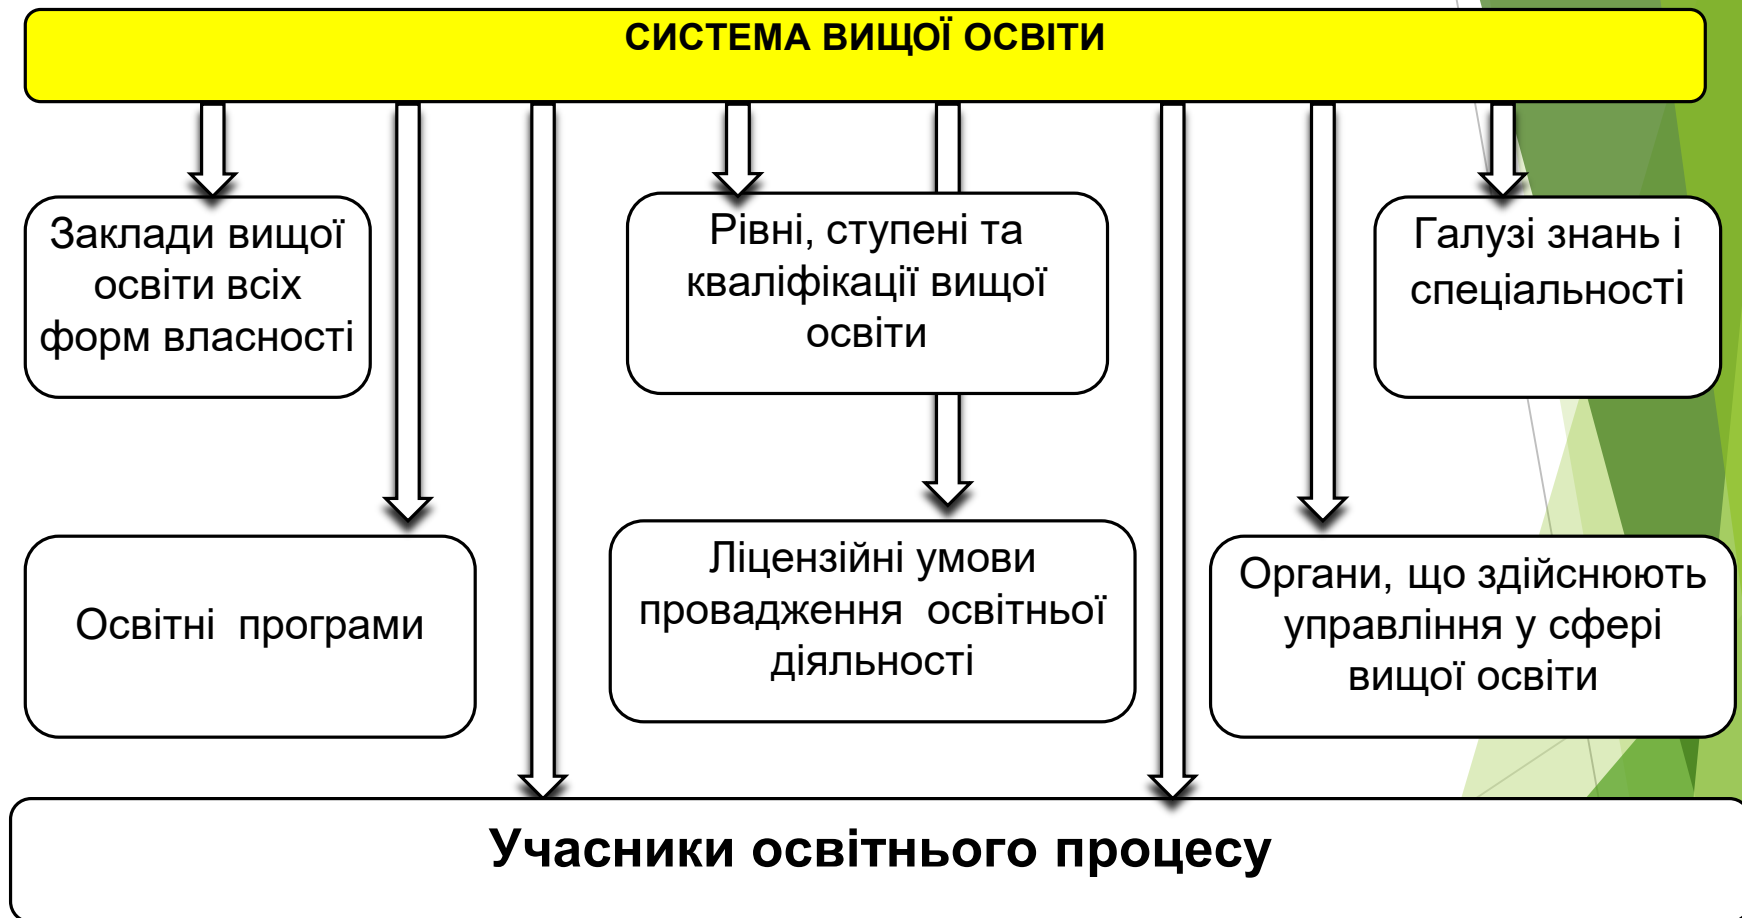 СИСТЕМА ВИЩОЇ ОСВІТИ
Заклади вищої
освіти всіх
форм власності
Рівні, ступені та
кваліфікації вищої
освіти
Галузі знань і
спеціальності
Освітні програми
Ліцензійні умови
провадження освітньої
діяльності
Органи, що здійснюють
управління у сфері
вищої освіти
Учасники освітнього процесу